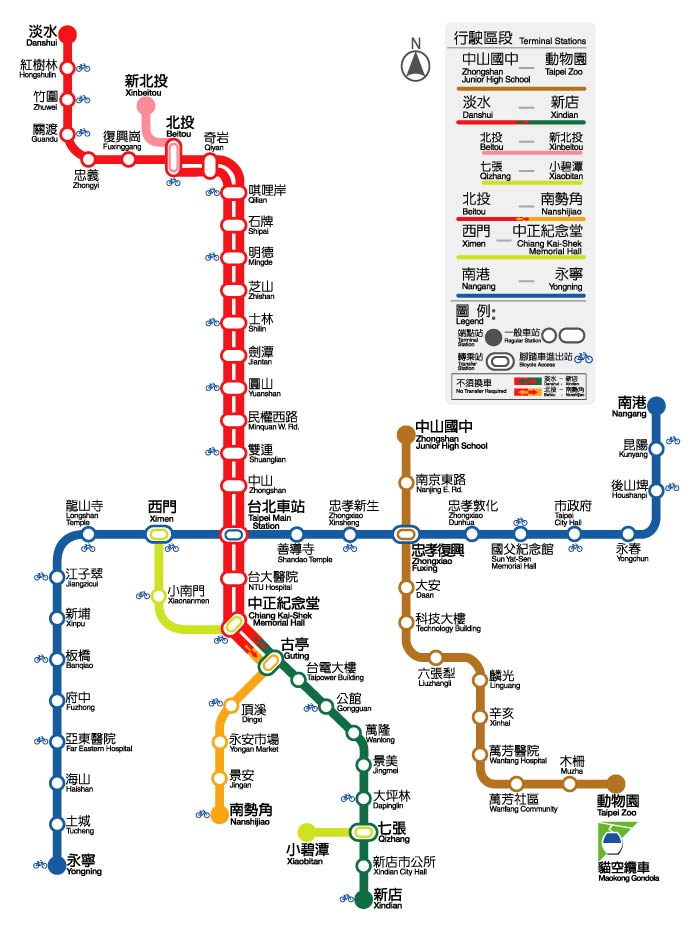 淡水
Danshui
紅樹林
Hongshulin
竹圍
Zhuwei
關渡
Guandu
忠義
Zhongyi
復興崗
Fuxinggang
新北投
Xinbeitou
北投
Beitou
奇岩
Qiyan
唭哩岸
Qilian
石牌
Shipai
明德
Mingde
芝山
Zhishan
士林
Shilin
劍潭
Jiantan
圓山
Yuanshan
民權西路
Minquan W. Rd.
雙連
Shuanglian
中山
Zhongshan
台北車站
Taipei Main
Station
台大醫院
NTU Hospital
中正紀念堂
Chiang Kai-Shek
Memorial Hall
古亭
Guting
台電大樓
Taipower Building
公館
Gongguan
萬隆
Wanlong
景美
Jingmei
大坪林
Dapinglin
七張
Qizhang
小碧潭
Xiaobitan
新店市公所
Xindian City Hall
新店
Xindian
頂溪
Dingxi
永安市場
Yongan Market
景安
Jingan
南勢角
Nanshijiao
小南門
Xiaonanmen
西門
Ximen
龍山寺
Longshan
Temple
江子翠
Jiangzicui
新埔
Xinpu
板橋
Banqiao
府中
Fuzhong
亞東醫院
Far Eastern Hospital
海山
Haishan
土城
Tucheng
永寧
Yongning
善導寺
Shandao Temple
忠孝新生
Zhongxiao
Xinsheng
忠孝復興
Zhongxiao
Fuxing
忠孝敦化
Zhongxiao
Dunhua
國父紀念館
Sun Yat-Sen
Memorial Hall
市政府
Taipei
City Hall
永春
Yongchun
後山埤
Houshanpi
昆陽
Kunyang
南港
Nangang
中山國中
Zhongshan
Junior High School
南京東路
Nanjing E. Rd.
大安
Daan
科技大樓
Technology Building
六張犁
Liuzhangli
麟光
Linguang
辛亥
Xinhai
萬芳醫院
Wanfang Hospital
萬芳社區
Wanfang Community
木柵
Muzha
動物園
Taipei Zoo
貓空纜車
Maokong Gondola
N
行駛區段 Terminal Stations
中山國中 — 動物園
Zhongshan
Junior High School
Taipei Zoo
淡水 — 新店
Danshui Xindian
北投 — 新北投
Beitou Xinbeitou
七張 — 小碧潭
Qizhang Xiaobitan
北投 — 南勢角
Beitou Nanshijiao
西門 — 中正紀念堂
Ximen Chiang Kai-Shek
Memorial Hall
南港 — 永寧
Nangang Yongning
圖 例:
Legend
端點站
Terminal
Station
一般車站
Regular Station
轉乘站
Transfer
Station
腳踏車進出站
Bicycle Access
不須換車
No Transfer Required
淡水 – 新店
Danshui - Xindian
北投 – 南勢角
Beitou - Nanshijiao